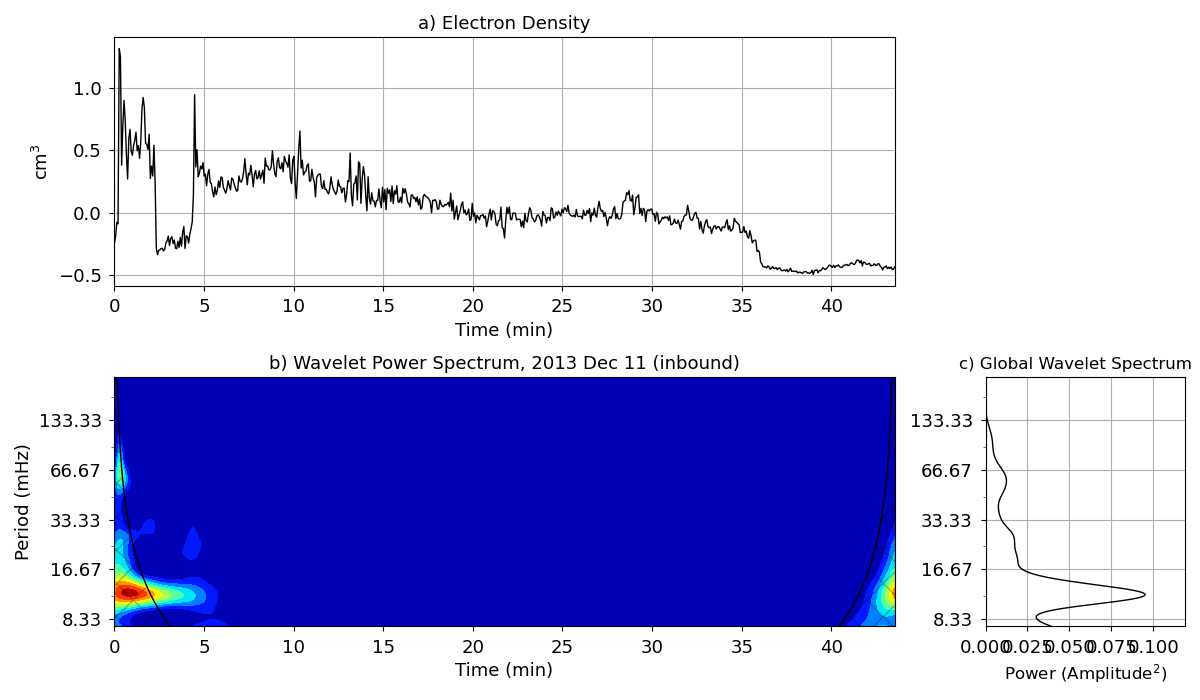 a) Electron Density
cm³
1.0
0.5
0.0
−0.5
0 5 10 15 20 25 30 35 40
Time (min)
b) Wavelet Power Spectrum, 2013 Dec 11 (inbound)
Period (mHz)
133.33
66.67
33.33
16.67
8.33
0 5 10 15 20 25 30 35 40
Time (min)
c) Global Wavelet Spectrum
133.33
66.67
33.33
16.67
8.33
0.000 0.025 0.050 0.075 0.100
Power (Amplitude²)